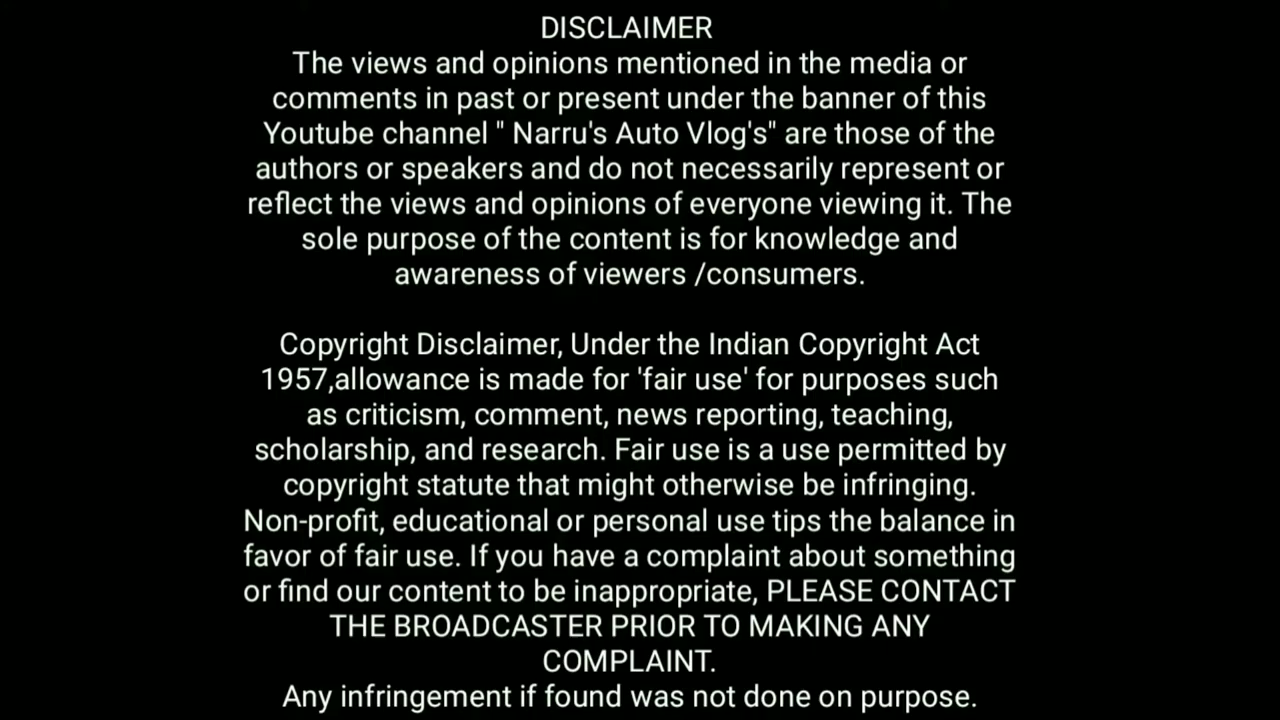 DISCLAIMER
The views and opinions mentioned in the media or
comments in past or present under the banner of this
Youtube channel " Narru's Auto Vlog's" are those of the
authors or speakers and do not necessarily represent or
reflect the views and opinions of everyone viewing it. The
sole purpose of the content is for knowledge and
awareness of viewers /consumers.
Copyright Disclaimer, Under the Indian Copyright Act
1957,allowance is made for 'fair use' for purposes such
as criticism, comment, news reporting, teaching,
scholarship, and research. Fair use is a use permitted by
copyright statute that might otherwise be infringing.
Non-profit, educational or personal use tips the balance in
favor of fair use. If you have a complaint about something
or find our content to be inappropriate, PLEASE CONTACT
THE BROADCASTER PRIOR TO MAKING ANY
COMPLAINT.
Any infringement if found was not done on purpose.